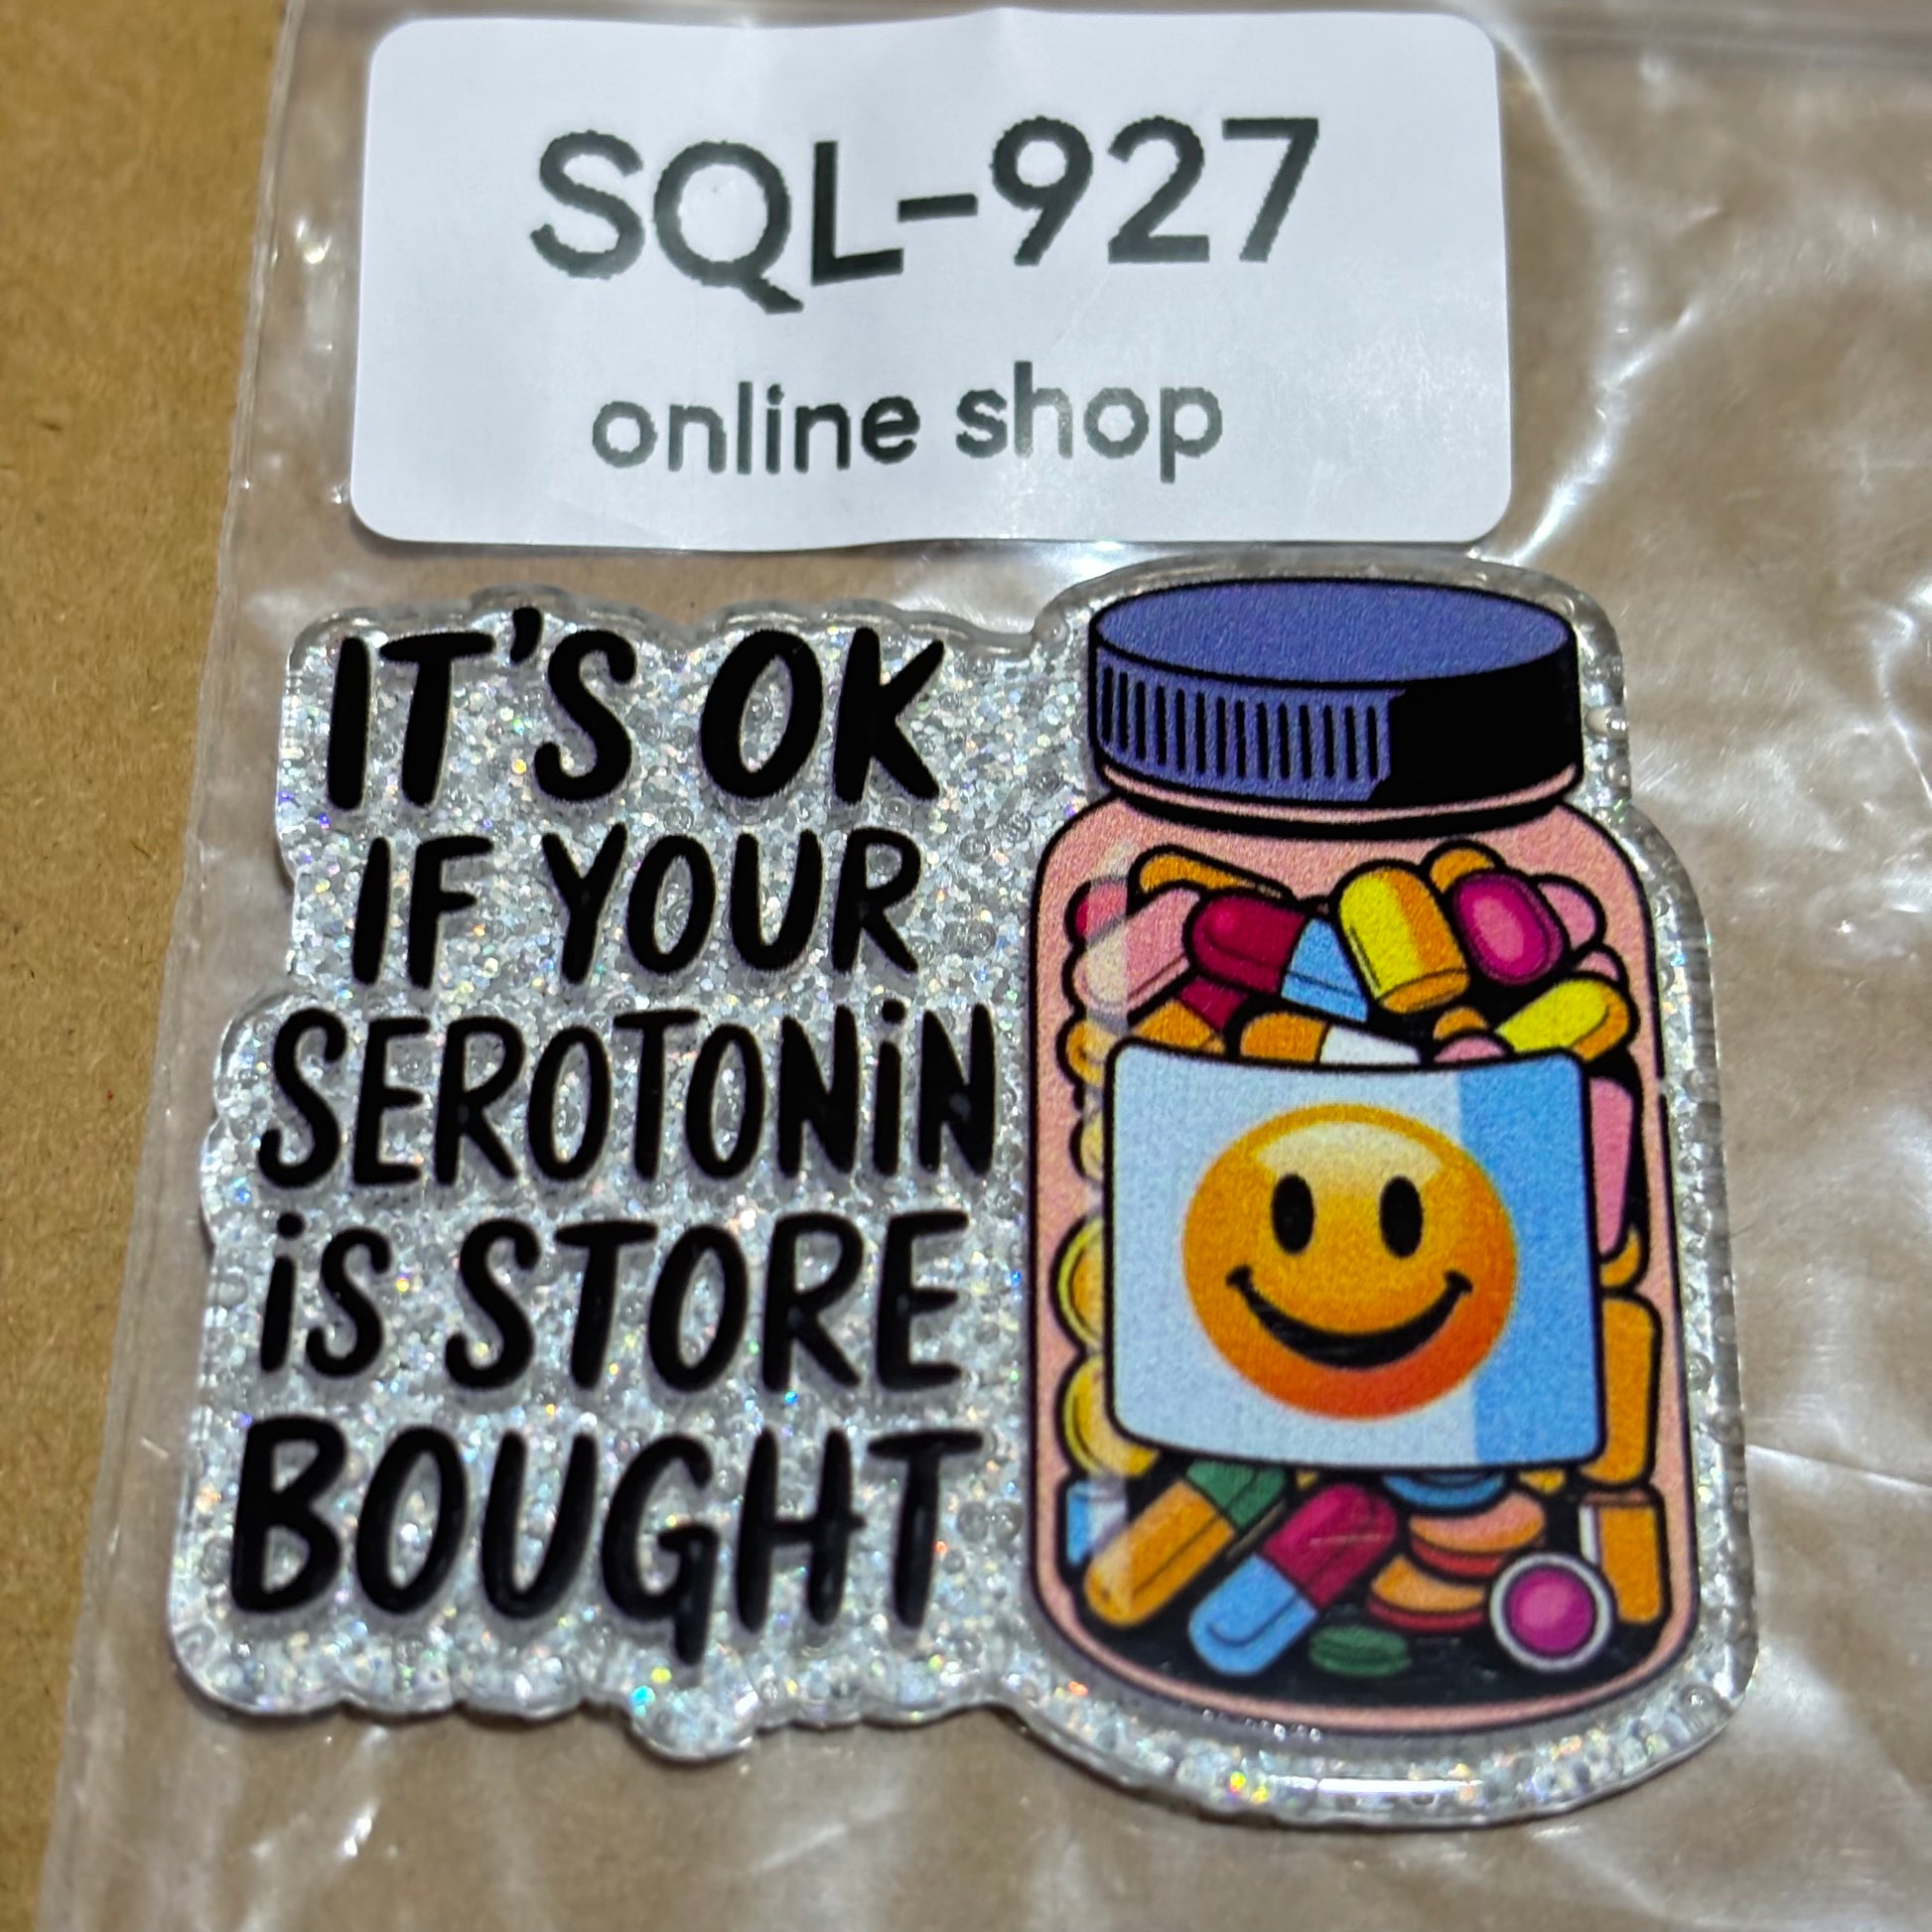 SQL-927
online shop
IT'S OK
IF YOUR
SEROTONiN
iS STORE
BOUGHT